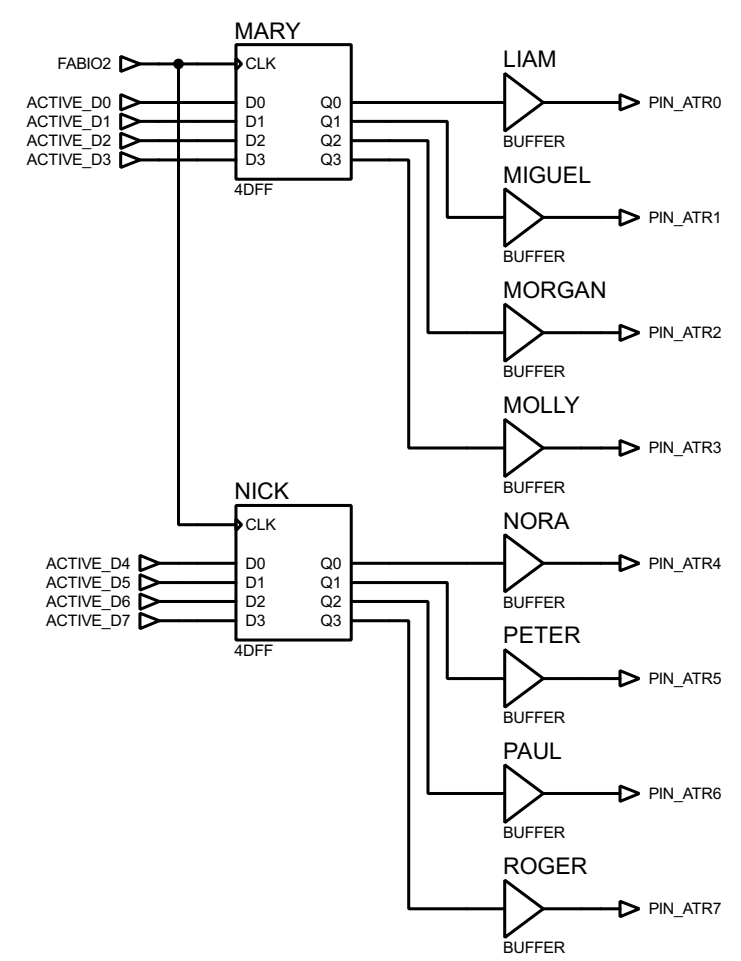 MARY
LIAM
FABIO2
CLK
ACTIVE_D0 D0 Q0 PIN_ATR0
ACTIVE_D1 D1 Q1
ACTIVE_D2 D2 Q2 BUFFER
ACTIVE_D3 D3 Q3
4DFF
MIGUEL
PIN_ATR1
BUFFER
MORGAN
PIN_ATR2
BUFFER
MOLLY
PIN_ATR3
BUFFER
NICK
NORA
CLK
ACTIVE_D4 D0 Q0 PIN_ATR4
ACTIVE_D5 D1 Q1
ACTIVE_D6 D2 Q2 BUFFER
ACTIVE_D7 D3 Q3
4DFF
PETER
PIN_ATR5
BUFFER
PAUL
PIN_ATR6
BUFFER
ROGER
PIN_ATR7
BUFFER